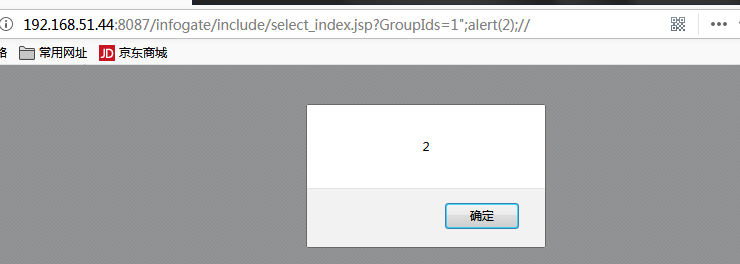 192.168.51.44:8087/infogate/include/select_index.jsp?GroupIds=1";alert(2);//
常用网址 JD 京东商城
2
确定